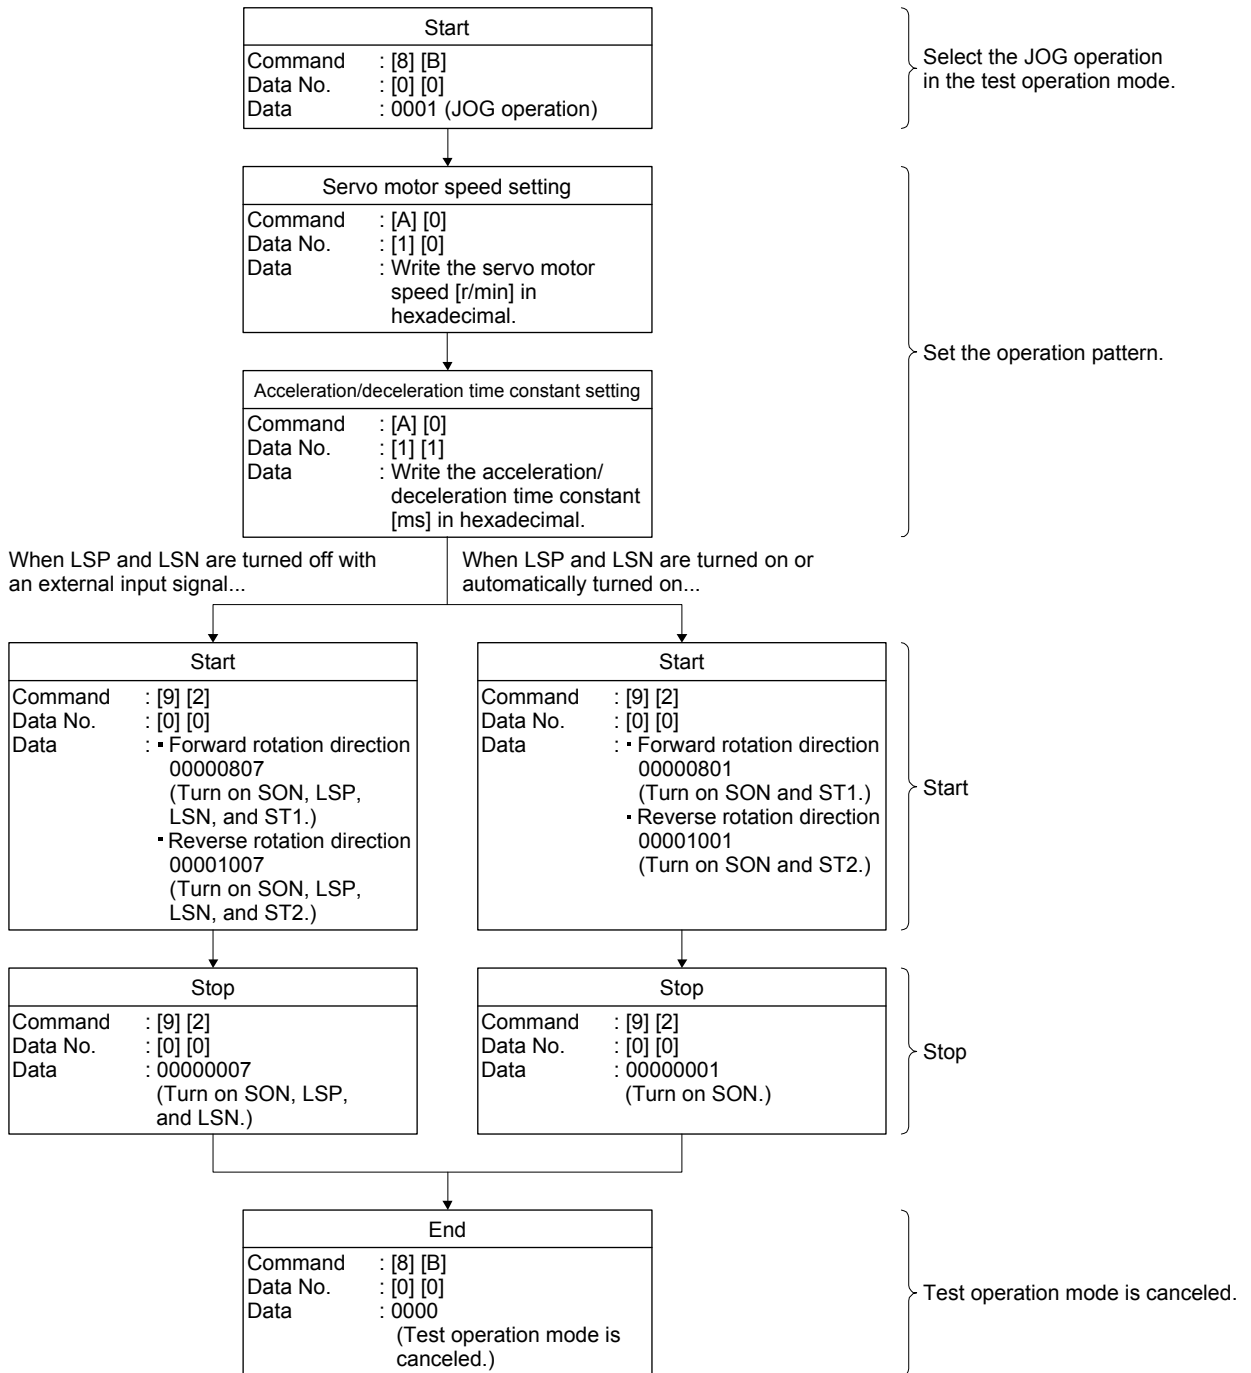 Start
Command : [8] [B]
Data No. : [0] [0]
Data : 0001 (JOG operation)
Select the JOG operation
in the test operation mode.
Servo motor speed setting
Command : [A] [0]
Data No. : [1] [0]
Data : Write the servo motor
speed [r/min] in
hexadecimal.
Acceleration/deceleration time constant setting
Command : [A] [0]
Data No. : [1] [1]
Data : Write the acceleration/
deceleration time constant
[ms] in hexadecimal.
Set the operation pattern.
When LSP and LSN are turned off with
an external input signal...
When LSP and LSN are turned on or
automatically turned on...
Start
Command : [9] [2]
Data No. : [0] [0]
Data : ▪ Forward rotation direction
00000807
(Turn on SON, LSP,
LSN, and ST1.)
▪ Reverse rotation direction
00001007
(Turn on SON, LSP,
LSN, and ST2.)
Start
Command : [9] [2]
Data No. : [0] [0]
Data : ▪ Forward rotation direction
00000801
(Turn on SON and ST1.)
▪ Reverse rotation direction
00001001
(Turn on SON and ST2.)
Start
Stop
Command : [9] [2]
Data No. : [0] [0]
Data : 00000007
(Turn on SON, LSP,
and LSN.)
Stop
Command : [9] [2]
Data No. : [0] [0]
Data : 00000001
(Turn on SON.)
Stop
End
Command : [8] [B]
Data No. : [0] [0]
Data : 0000
(Test operation mode is
canceled.)
Test operation mode is canceled.